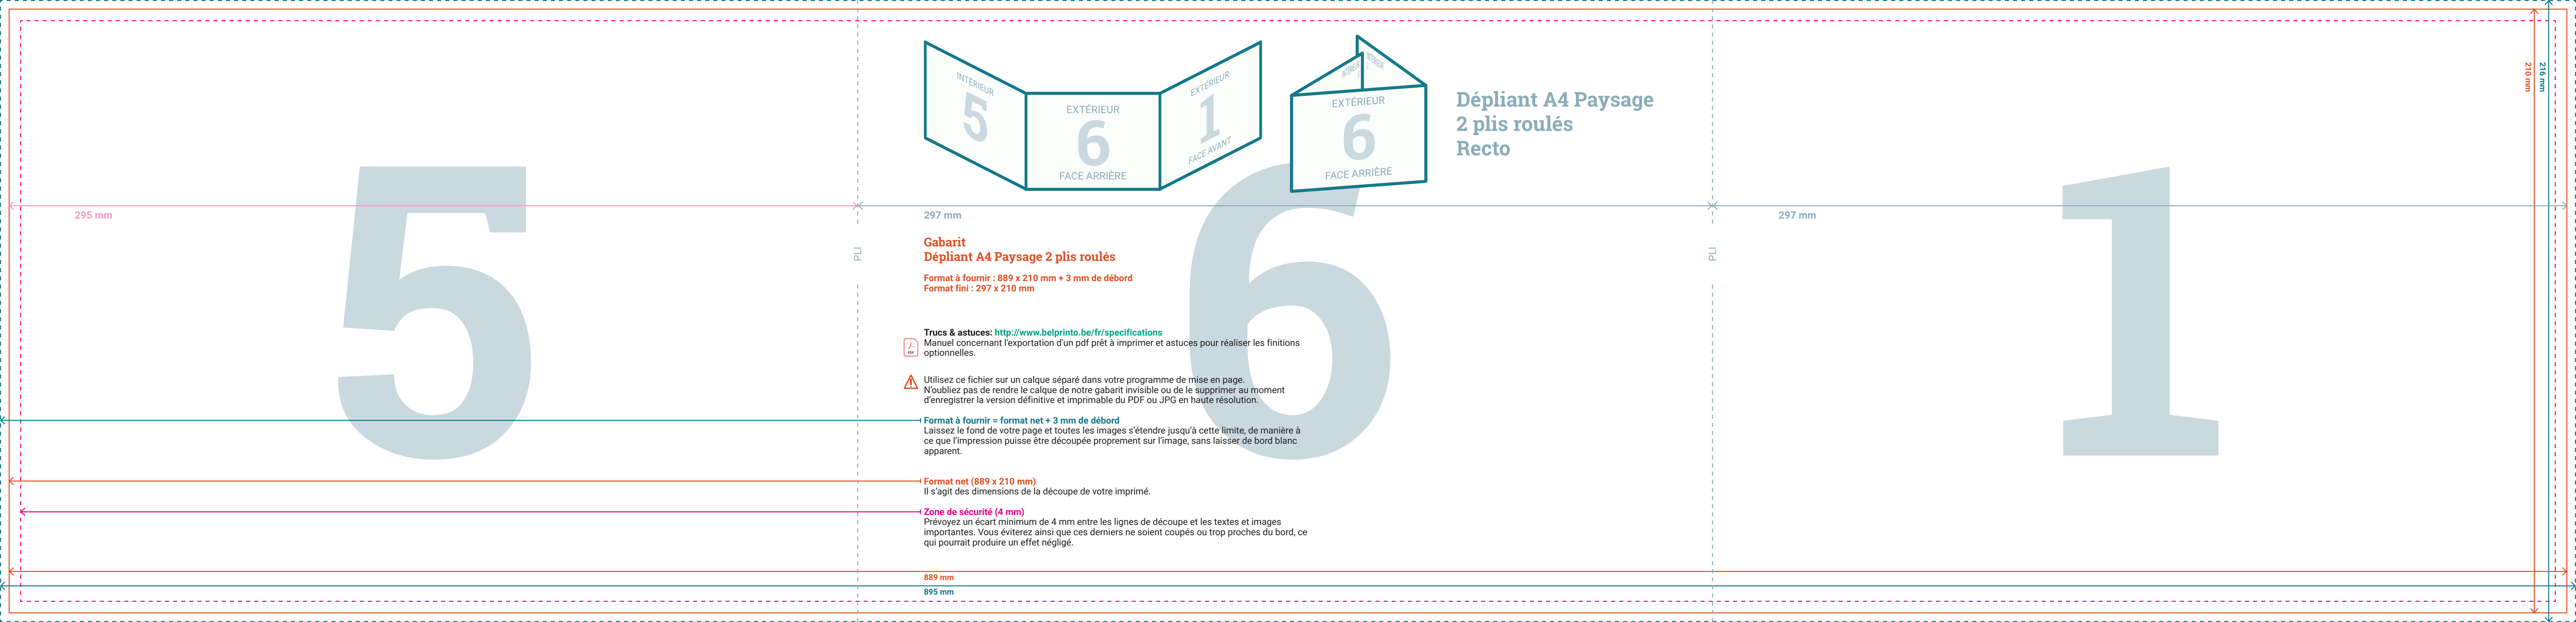 INTÉRIEUR
5
EXTÉRIEUR
6
FACE ARRIÈRE
EXTÉRIEUR
1
FACE AVANT
INTÉRIEUR
INTÉRIEUR
EXTÉRIEUR
6
FACE ARRIÈRE
Dépliant A4 Paysage
2 plis roulés
Recto
210 mm
216 mm
295 mm
297 mm
297 mm
5
6
1
PLI
PLI
Gabarit
Dépliant A4 Paysage 2 plis roulés
Format à fournir : 889 x 210 mm + 3 mm de débord
Format fini : 297 x 210 mm
Trucs & astuces: http://www.belprinto.be/fr/specifications
PDF
Manuel concernant l'exportation d'un pdf prêt à imprimer et astuces pour réaliser les finitions
optionnelles.
Utilisez ce fichier sur un calque séparé dans votre programme de mise en page.
N'oubliez pas de rendre le calque de notre gabarit invisible ou de le supprimer au moment
d'enregistrer la version définitive et imprimable du PDF ou JPG en haute résolution.
Format à fournir = format net + 3 mm de débord
Laissez le fond de votre page et toutes les images s'étendre jusqu'à cette limite, de manière à
ce que l'impression puisse être découpée proprement sur l'image, sans laisser de bord blanc
apparent.
Format net (889 x 210 mm)
Il s'agit des dimensions de la découpe de votre imprimé.
Zone de sécurité (4 mm)
Prévoyez un écart minimum de 4 mm entre les lignes de découpe et les textes et images
importantes. Vous éviterez ainsi que ces derniers ne soient coupés ou trop proches du bord, ce
qui pourrait produire un effet négligé.
889 mm
895 mm